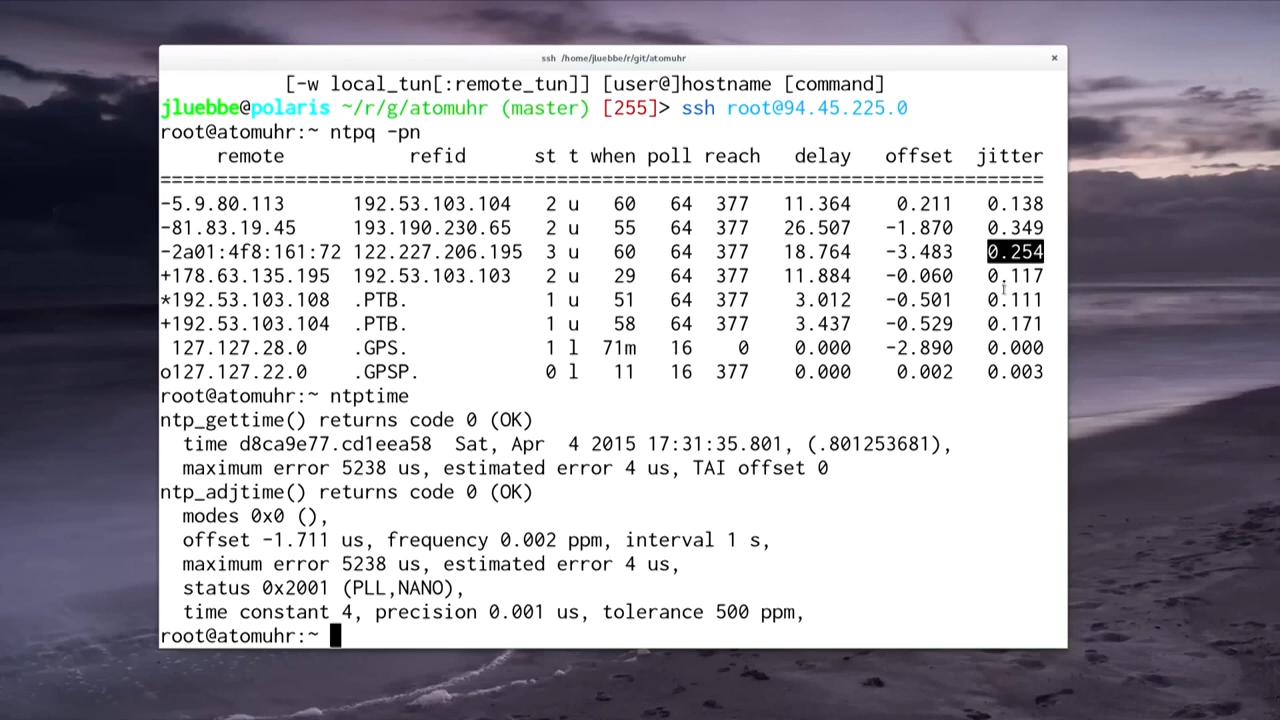 ssh /home/jluebbe/r/git/atomuhr ×
[-w local_tun[:remote_tun]] [user@]hostname [command]
jluebbe@polaris ~/r/g/atomuhr (master) [255]> ssh root@94.45.225.0
root@atomuhr:~ ntpq -pn
remote refid st t when poll reach delay offset jitter
==============================================================================
-5.9.80.113 192.53.103.104 2 u 60 64 377 11.364 0.211 0.138
-81.83.19.45 193.190.230.65 2 u 55 64 377 26.507 -1.870 0.349
-2a01:4f8:161:72 122.227.206.195 3 u 60 64 377 18.764 -3.483 0.254
+178.63.135.195 192.53.103.103 2 u 29 64 377 11.884 -0.060 0.117
*192.53.103.108 .PTB. 1 u 51 64 377 3.012 -0.501 0.111
+192.53.103.104 .PTB. 1 u 58 64 377 3.437 -0.529 0.171
127.127.28.0 .GPS. 1 l 71m 16 0 0.000 -2.890 0.000
o127.127.22.0 .GPSP. 0 l 11 16 377 0.000 0.002 0.003
root@atomuhr:~ ntptime
ntp_gettime() returns code 0 (OK)
time d8ca9e77.cd1eea58 Sat, Apr 4 2015 17:31:35.801, (.801253681),
maximum error 5238 us, estimated error 4 us, TAI offset 0
ntp_adjtime() returns code 0 (OK)
modes 0x0 (),
offset -1.711 us, frequency 0.002 ppm, interval 1 s,
maximum error 5238 us, estimated error 4 us,
status 0x2001 (PLL,NANO),
time constant 4, precision 0.001 us, tolerance 500 ppm,
root@atomuhr:~